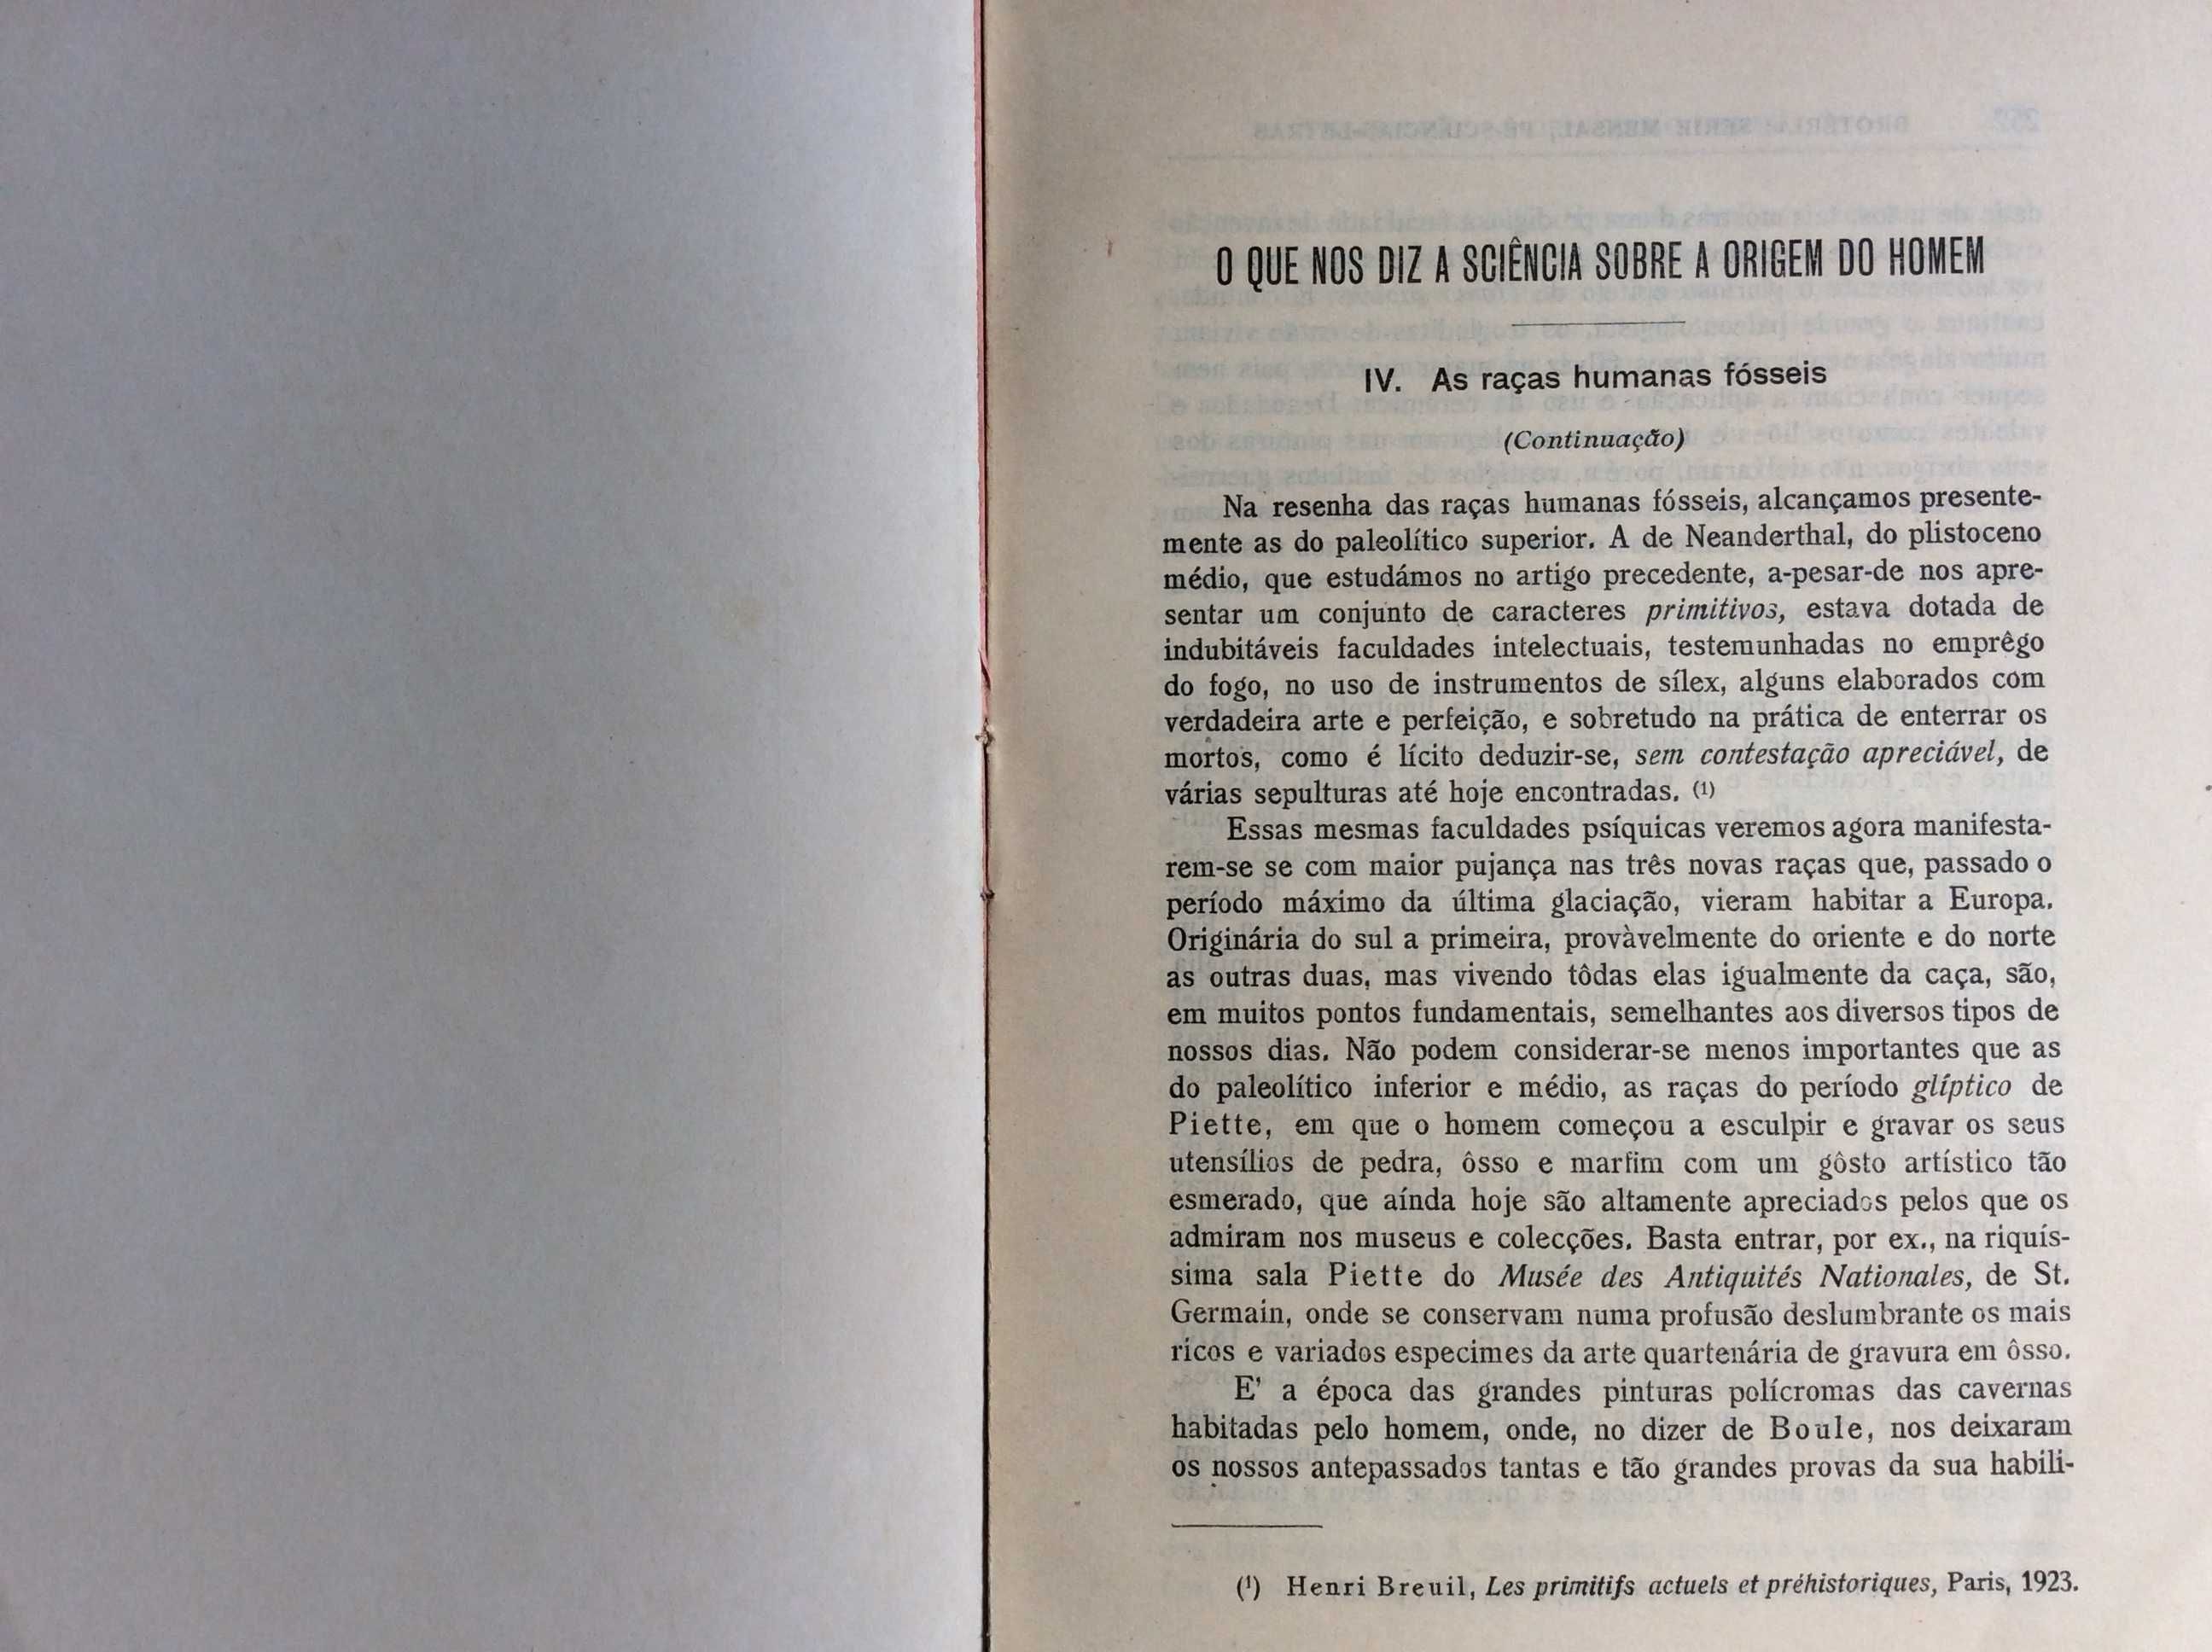 O QUE NOS DIZ A SCIÊNCIA SOBRE A ORIGEM DO HOMEM
IV. As raças humanas fósseis
(Continuação)
Na resenha das raças humanas fósseis, alcançamos presente-
mente as do paleolítico superior. A de Neanderthal, do plistoceno
médio, que estudámos no artigo precedente, a-pesar-de nos apre-
sentar um conjunto de caracteres primitivos, estava dotada de
indubitáveis faculdades intelectuais, testemunhadas no emprêgo
do fogo, no uso de instrumentos de sílex, alguns elaborados com
verdadeira arte e perfeição, e sobretudo na prática de enterrar os
mortos, como é lícito deduzir-se, sem contestação apreciável, de
várias sepulturas até hoje encontradas. (1)
Essas mesmas faculdades psíquicas veremos agora manifesta-
rem-se se com maior pujança nas três novas raças que, passado o
período máximo da última glaciação, vieram habitar a Europa.
Originária do sul a primeira, provàvelmente do oriente e do norte
as outras duas, mas vivendo tôdas elas igualmente da caça, são,
em muitos pontos fundamentais, semelhantes aos diversos tipos de
nossos dias. Não podem considerar-se menos importantes que as
do paleolítico inferior e médio, as raças do período glíptico de
Piette, em que o homem começou a esculpir e gravar os seus
utensílios de pedra, ôsso e marfim com um gôsto artístico tão
esmerado, que aínda hoje são altamente apreciados pelos que os
admiram nos museus e colecções. Basta entrar, por ex., na riquís-
sima sala Piette do Musée des Antiquités Nationales, de St.
Germain, onde se conservam numa profusão deslumbrante os mais
ricos e variados especimes da arte quartenária de gravura em ôsso.
E' a época das grandes pinturas polícromas das cavernas
habitadas pelo homem, onde, no dizer de Boule, nos deixaram
os nossos antepassados tantas e tão grandes provas da sua habili-
(1) Henri Breuil, Les primitifs actuels et préhistoriques, Paris, 1923.